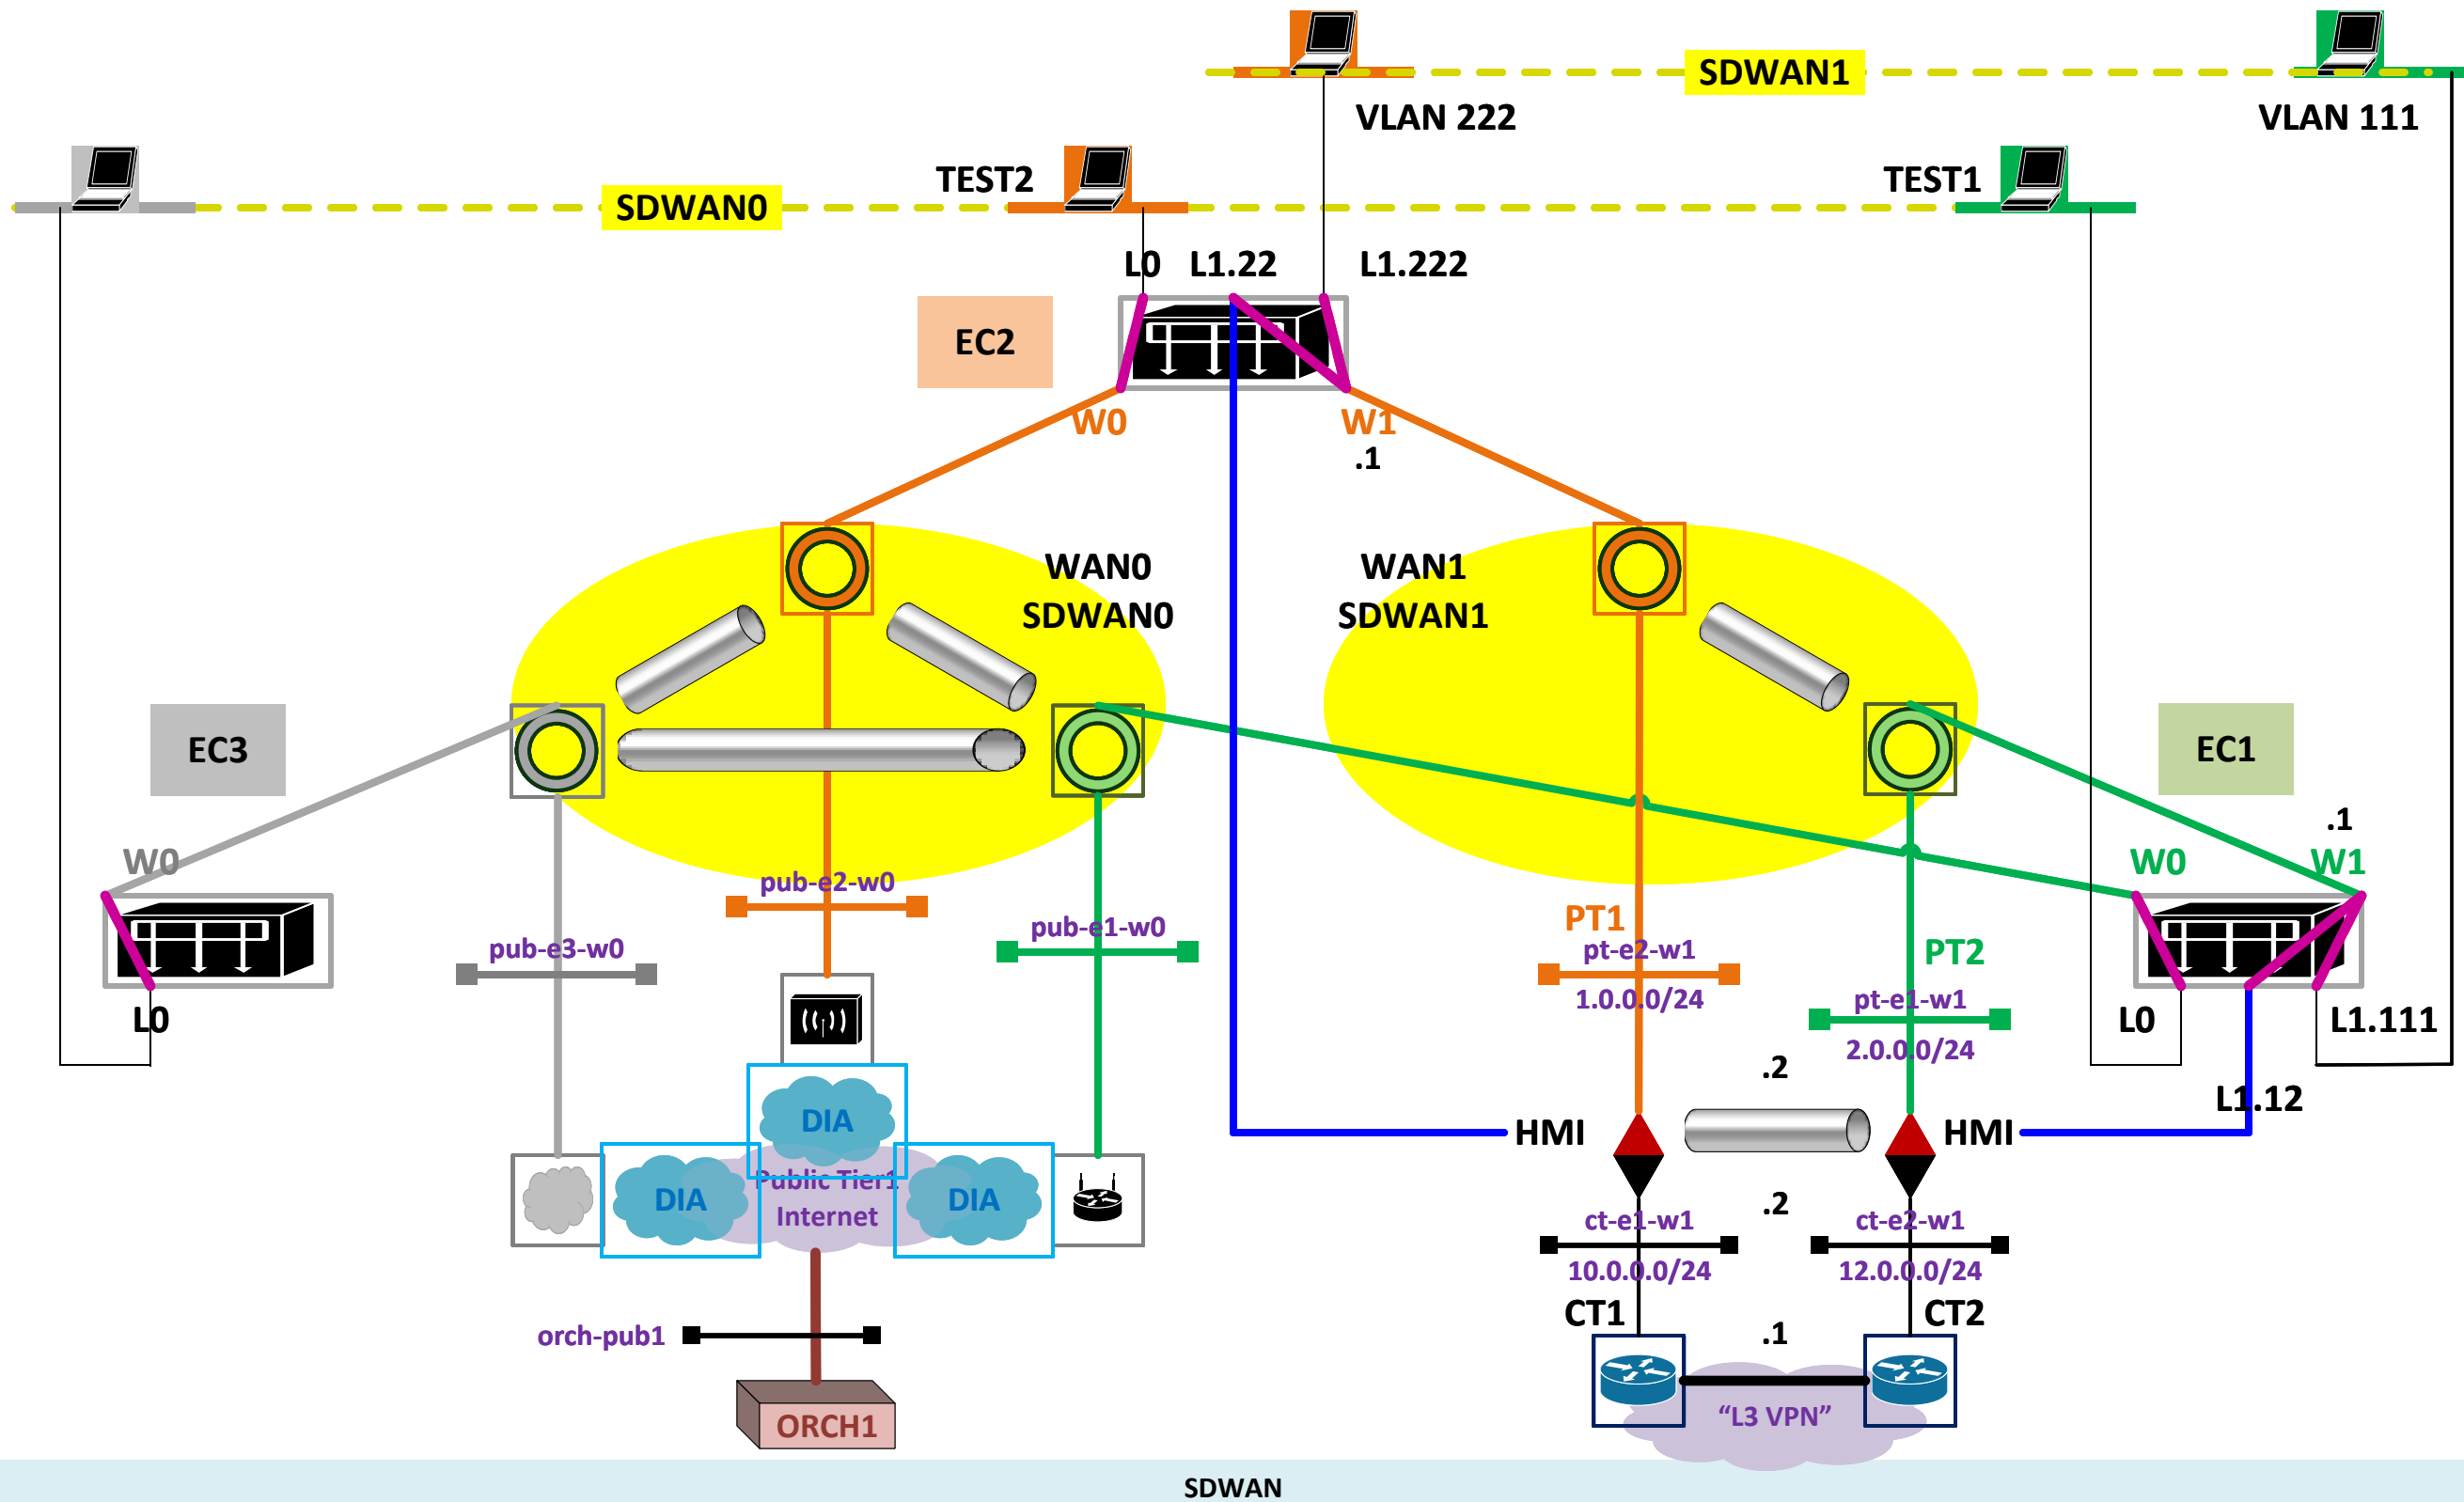 SDWAN1
VLAN 222
VLAN 111
TEST2
TEST1
SDWAN0
L0
L1.22
L1.222
EC2
W0
W1
.1
WAN0
SDWAN0
WAN1
SDWAN1
EC3
EC1
.1
W0
W0
W1
pub-e2-w0
pub-e1-w0
pub-e3-w0
PT1
pt-e2-w1
1.0.0.0/24
PT2
pt-e1-w1
2.0.0.0/24
L0
L0
L1.111
.2
L1.12
DIA
HMI
HMI
Public Tier1
Internet
DIA
DIA
.2
ct-e1-w1
10.0.0.0/24
ct-e2-w1
12.0.0.0/24
CT1
CT2
.1
orch-pub1
ORCH1
“L3 VPN”
SDWAN